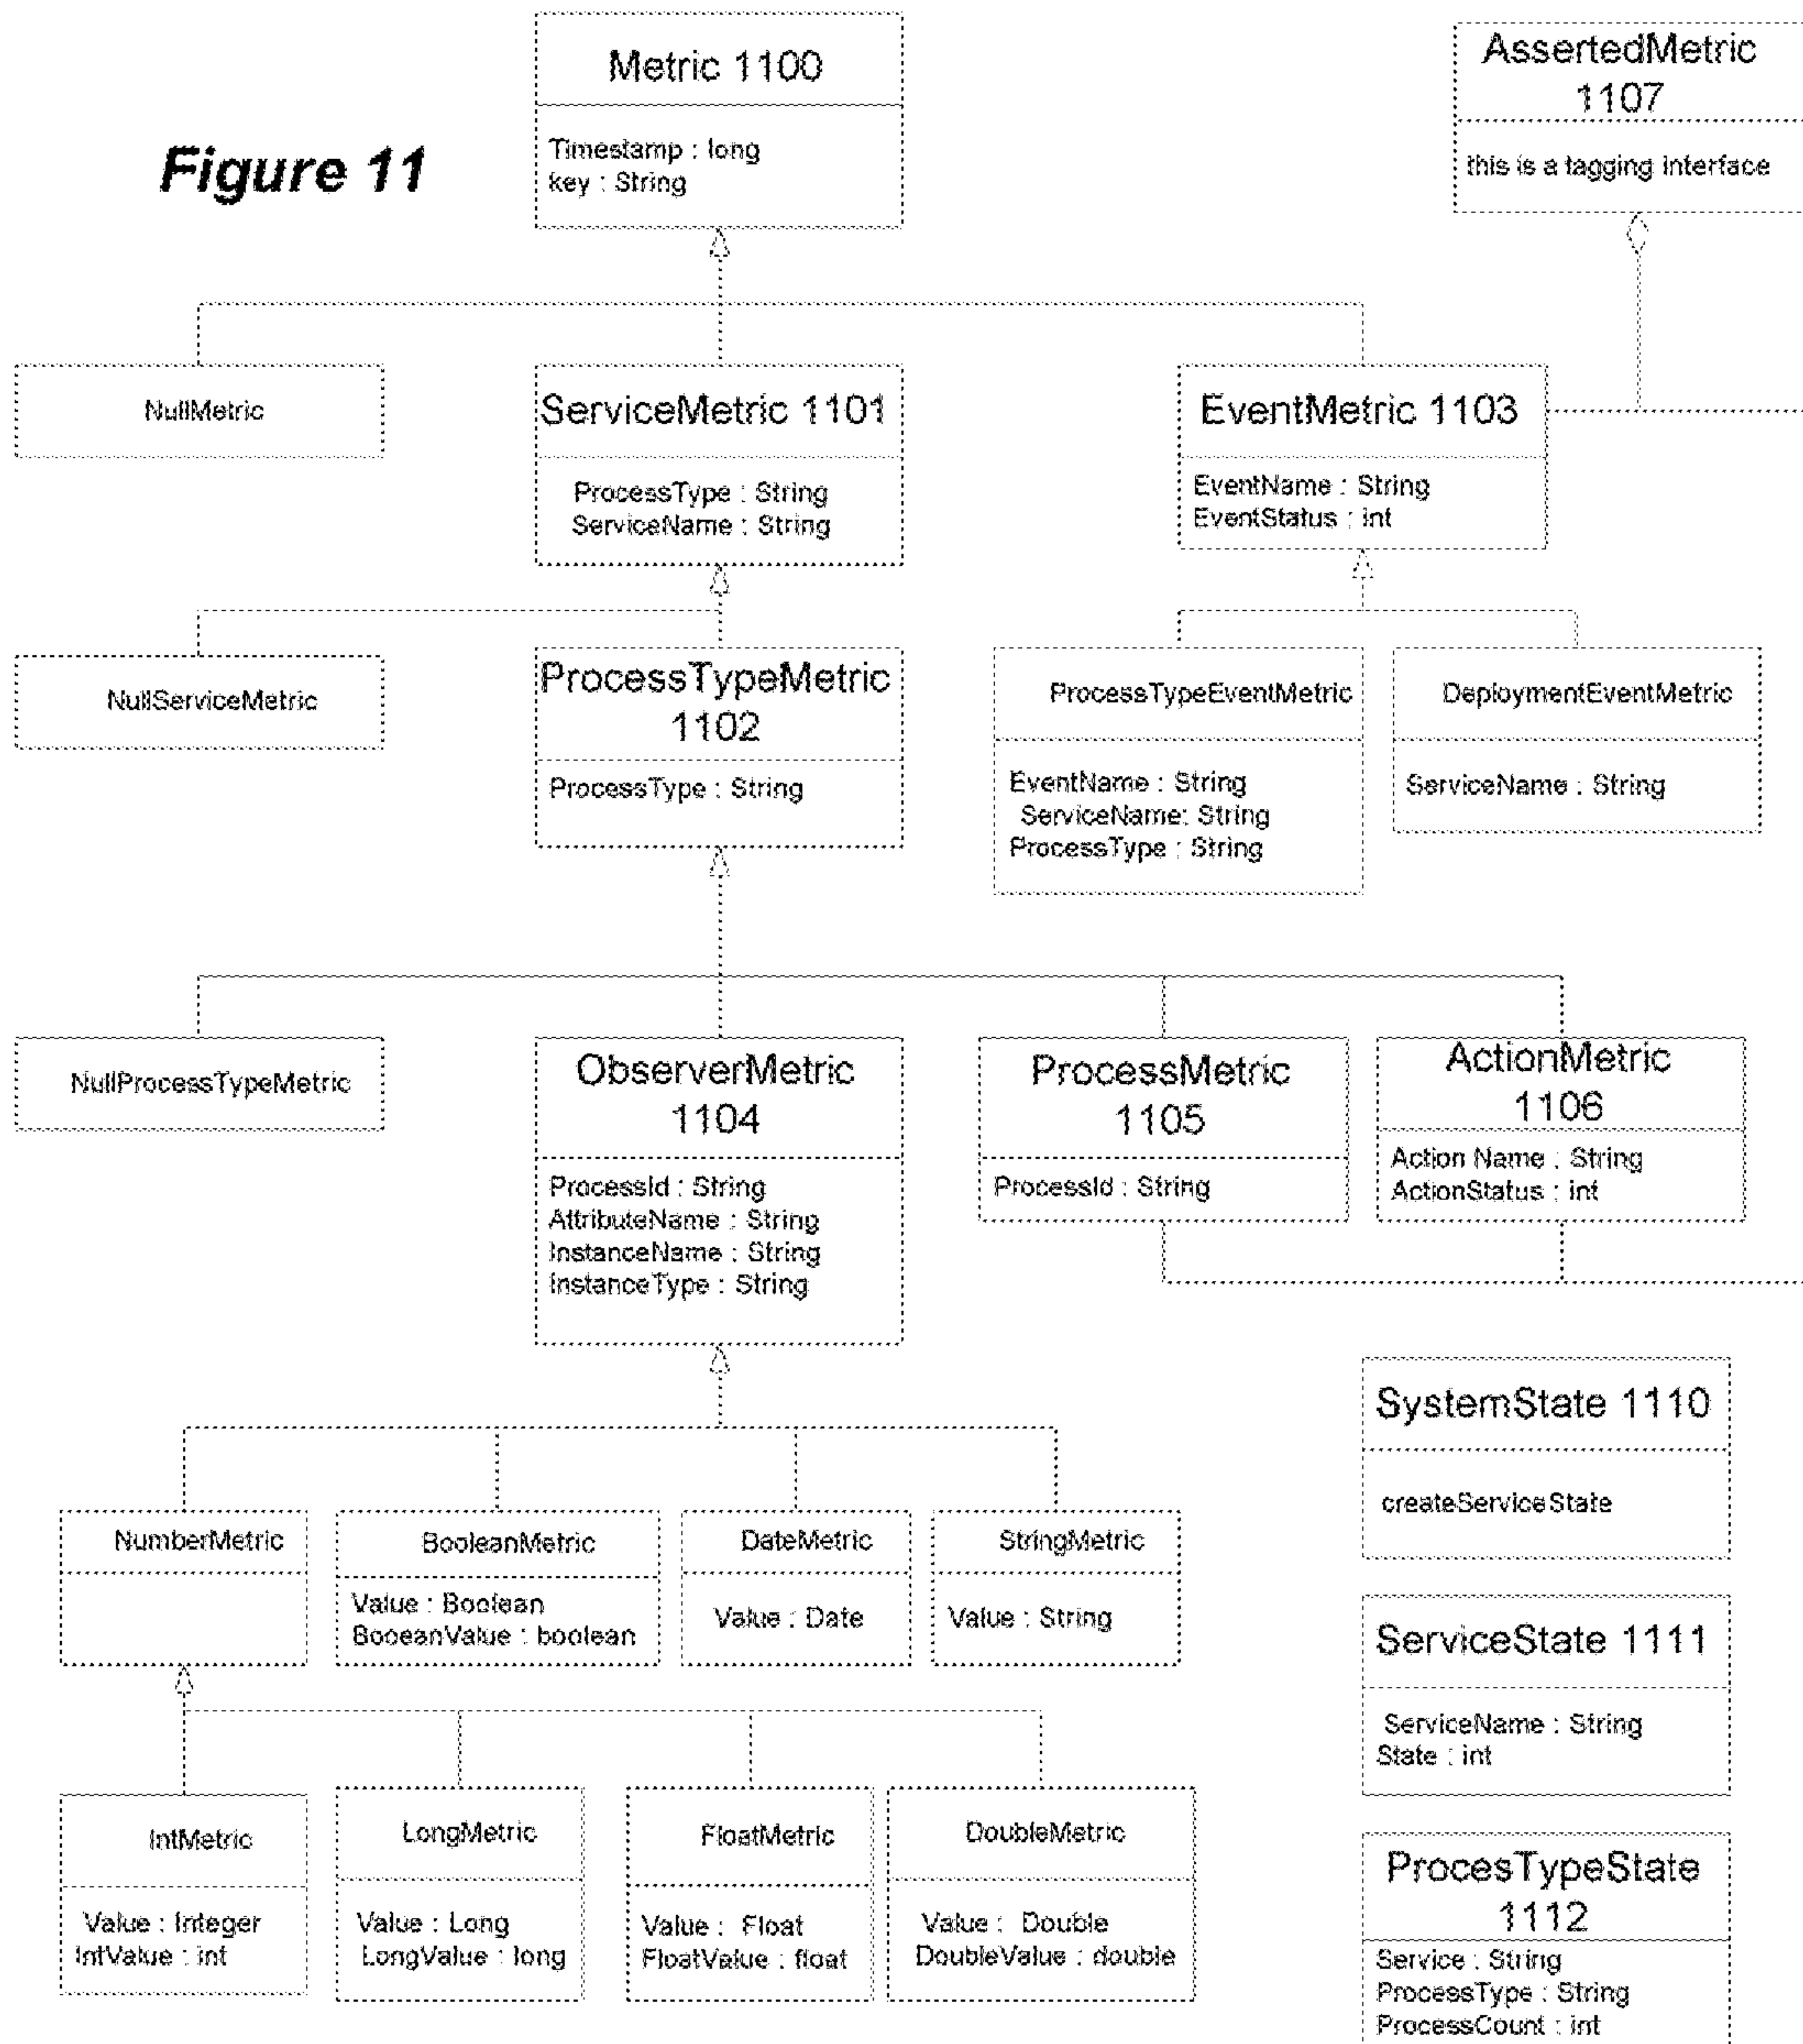 Figure 11
Metric 1100
Timestamp : long
key : String
AssertedMetric
1107
this is a tagging interface
NullMetric
ServiceMetric 1101
ProcessType : String
ServiceName : String
EventMetric 1103
EventName : String
EventStatus : int
NullServiceMetric
ProcessTypeMetric
1102
ProcessType : String
ProcessTypeEventMetric
EventName : String
ServiceName: String
ProcessType : String
DeploymentEventMetric
ServiceName : String
NullProcessTypeMetric
ObserverMetric
1104
ProcessId : String
AttributeName : String
InstanceName : String
InstanceType : String
ProcessMetric
1105
ProcessId : String
ActionMetric
1106
Action Name : String
ActionStatus : int
NumberMetric
BooleanMetric
Value : Boolean
BooeanValue : boolean
DateMetric
Value : Date
StringMetric
Value : String
SystemState 1110
createServiceState
ServiceState 1111
ServiceName : String
State : int
IntMetric
Value : Integer
IntValue : int
LongMetric
Value : Long
LongValue : long
FloatMetric
Value : Float
FloatValue : float
DoubleMetric
Value : Double
DoubleValue : double
ProcesTypeState
1112
Service : String
ProcessType : String
ProcessCount : int